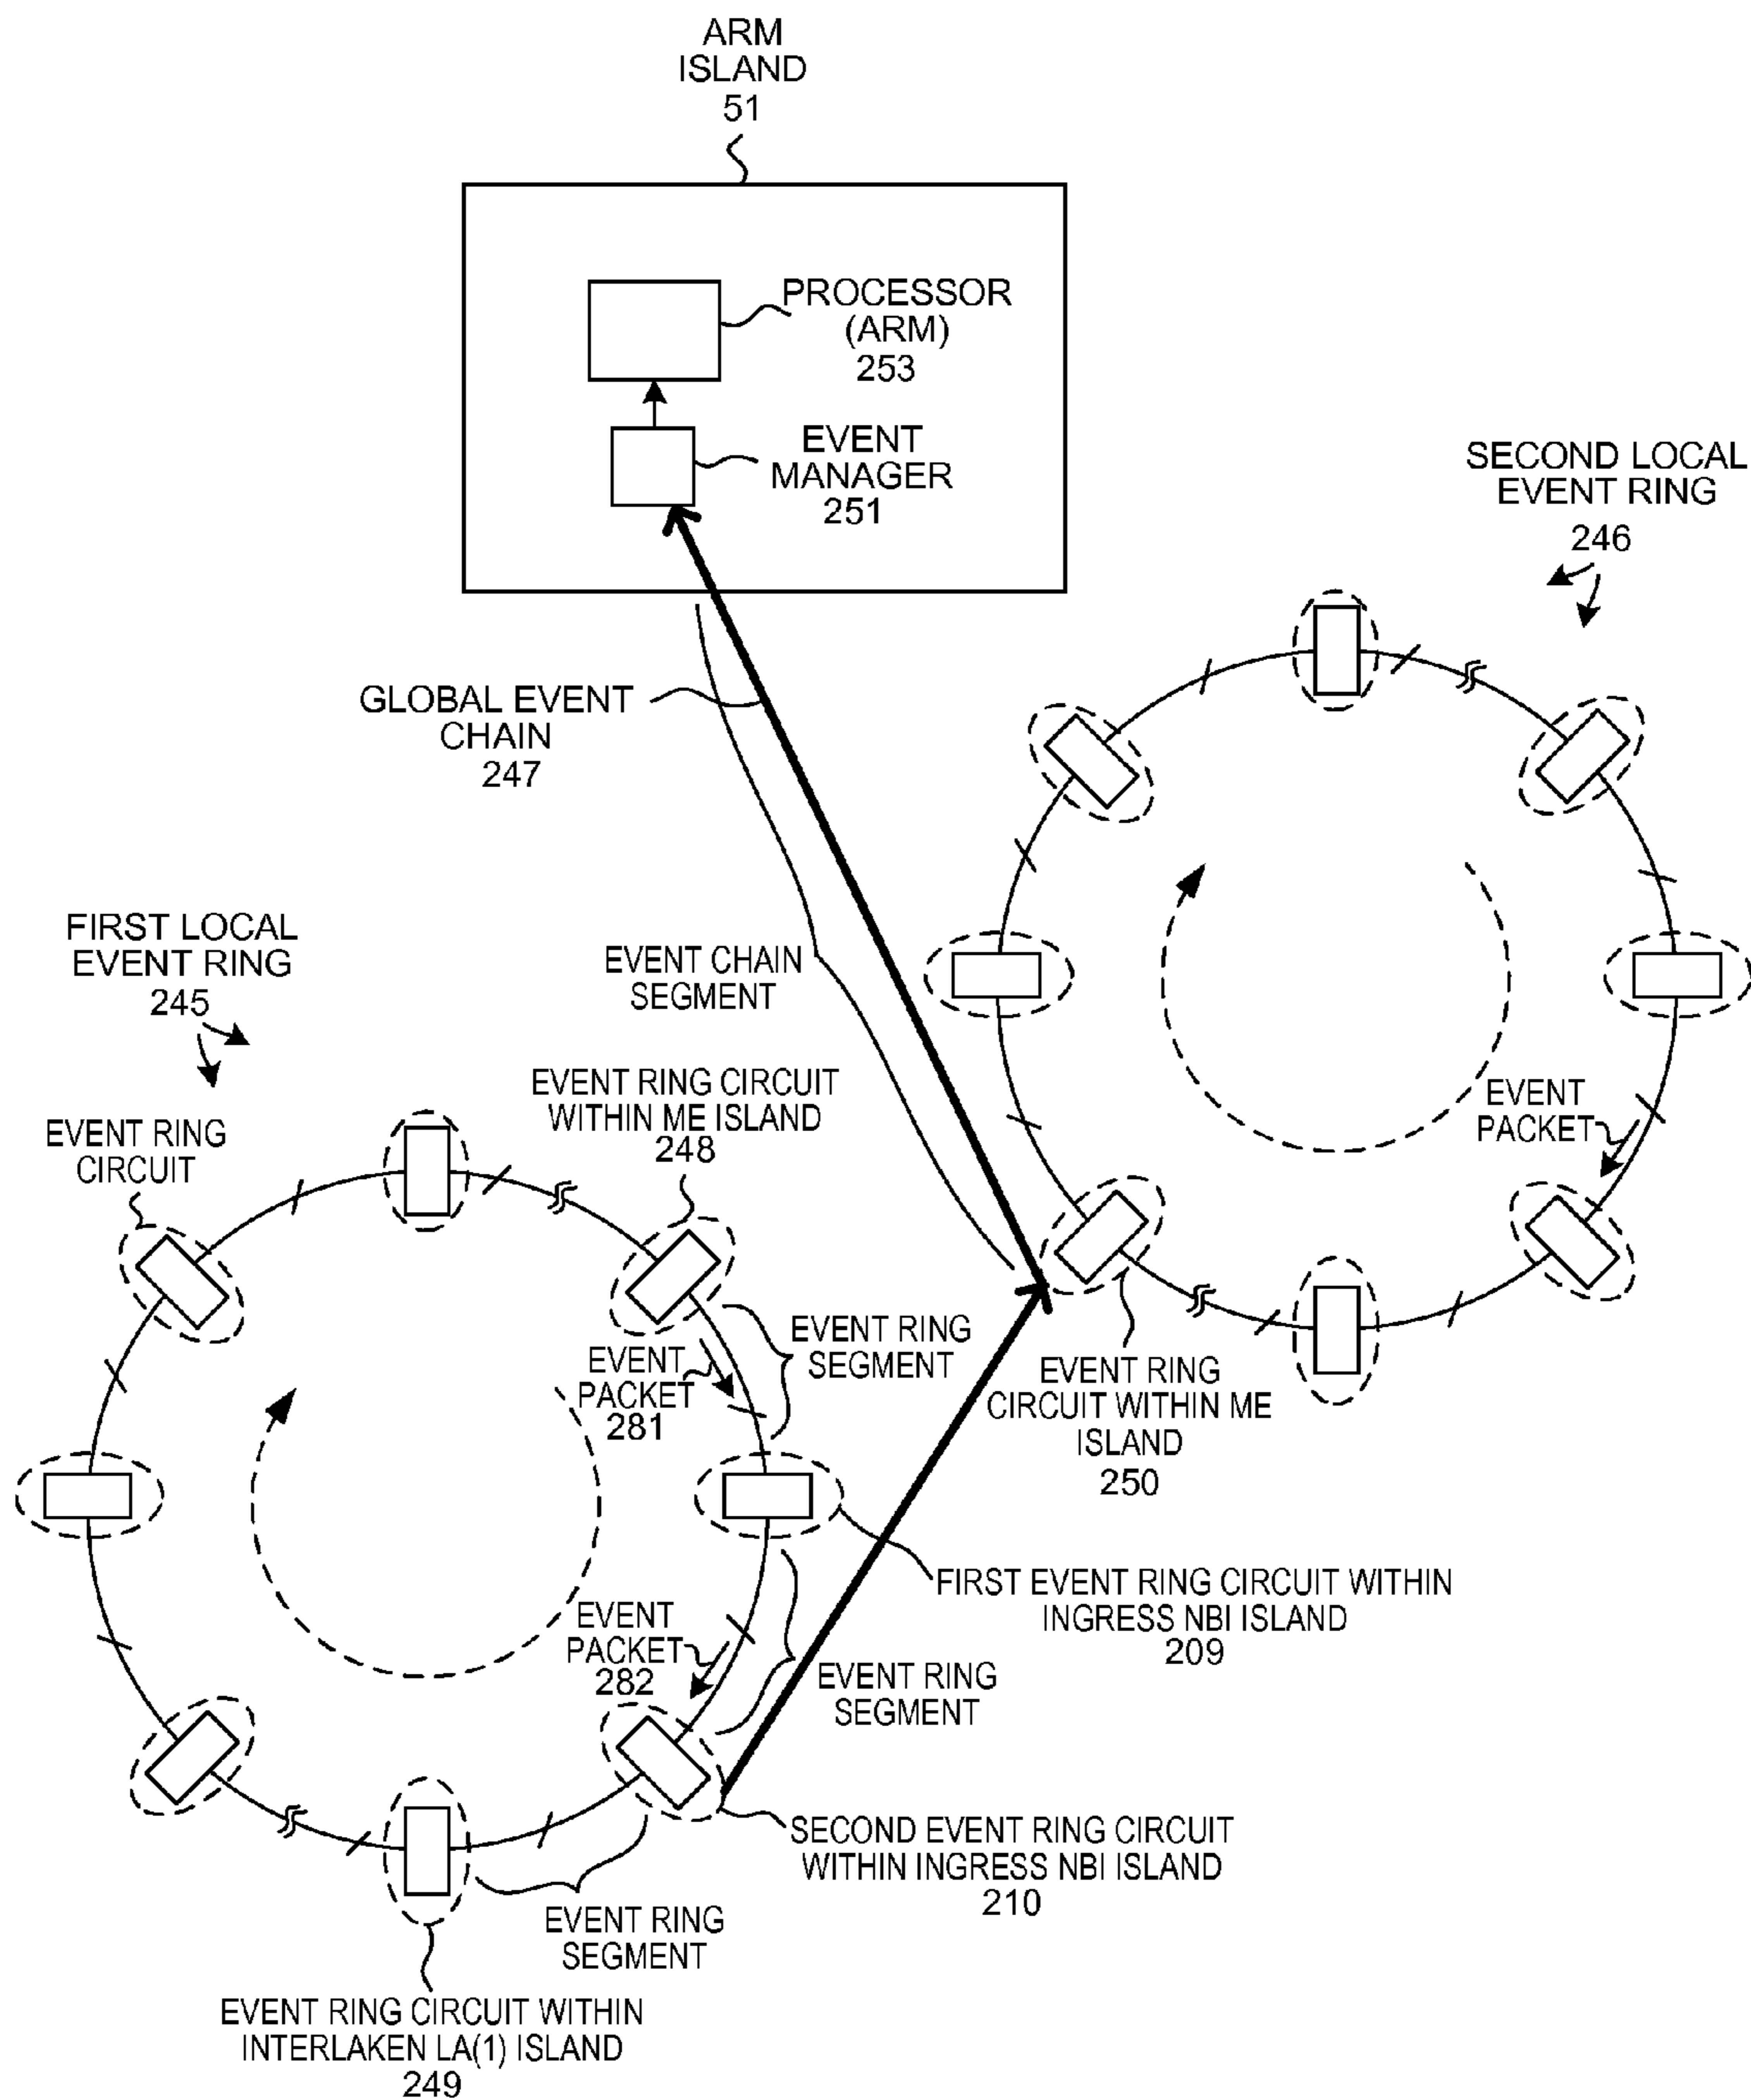 ARM
ISLAND
51
PROCESSOR
(ARM)
253
EVENT
MANAGER
251
SECOND LOCAL
EVENT RING
246
GLOBAL EVENT
CHAIN
247
FIRST LOCAL
EVENT RING
245
EVENT CHAIN
SEGMENT
EVENT RING CIRCUIT
WITHIN ME ISLAND
248
EVENT RING
CIRCUIT
EVENT
PACKET
EVENT RING
SEGMENT
EVENT
PACKET
281
EVENT RING
CIRCUIT WITHIN ME
ISLAND
250
FIRST EVENT RING CIRCUIT WITHIN
INGRESS NBI ISLAND
209
EVENT
PACKET
282
EVENT RING
SEGMENT
SECOND EVENT RING CIRCUIT
WITHIN INGRESS NBI ISLAND
210
EVENT RING
SEGMENT
EVENT RING CIRCUIT WITHIN
INTERLAKEN LA(1) ISLAND
249